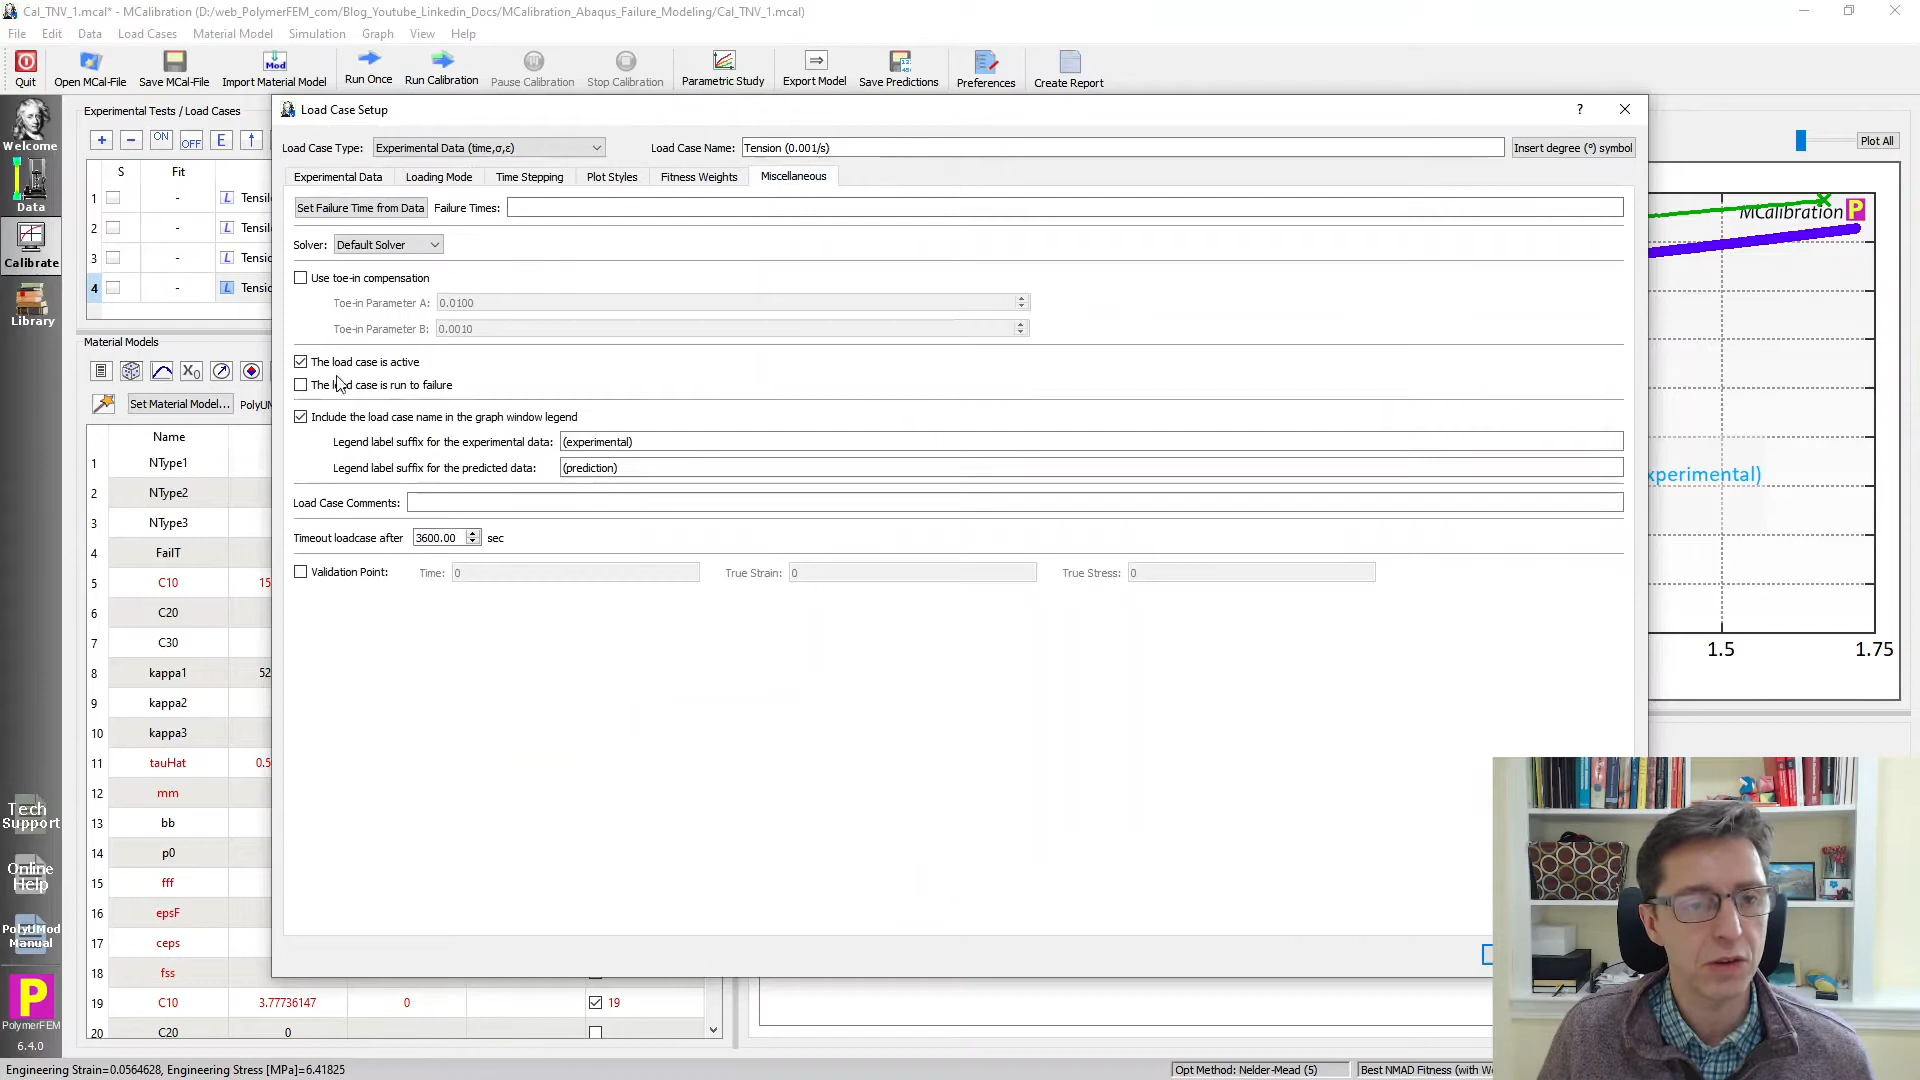 Cal_TNV_1.mcal* - MCalibration (D:/web_PolymerFEM_com/Blog_Youtube_Linkedin_Docs/MCalibration_Abaqus_Failure_Modeling/Cal_TNV_1.mcal)
File Edit Data Load Cases Material Model Simulation Graph View Help
Quit Open MCal-File Save MCal-File Import Material Model Run Once Run Calibration Pause Calibration Stop Calibration Parametric Study Export Model Save Predictions Preferences Create Report
Welcome
Data
Calibrate
Library
Tech Support
Online Help
PolyUMod Manual
PolymerFEM
6.4.0
Experimental Tests / Load Cases
+ - ON OFF E
S Fit
1 - L Tensile
2 - L Tensile
3 - L Tension
4 - L Tension
Material Models
X0
Set Material Model... PolyUM
Name
1 NType1
2 NType2
3 NType3
4 FailT
5 C10 15
6 C20
7 C30
8 kappa1 52
9 kappa2
10 kappa3
11 tauHat 0.5
12 mm
13 bb
14 p0
15 fff
16 epsF
17 ceps
18 fss
19 C10 3.77736147 0 19
20 C20 0
Load Case Setup
?
Load Case Type: Experimental Data (time,σ,ε) Load Case Name: Tension (0.001/s) Insert degree (°) symbol
Experimental Data Loading Mode Time Stepping Plot Styles Fitness Weights Miscellaneous
Set Failure Time from Data Failure Times:
Solver: Default Solver
Use toe-in compensation
Toe-in Parameter A: 0.0100
Toe-in Parameter B: 0.0010
The load case is active
The load case is run to failure
Include the load case name in the graph window legend
Legend label suffix for the experimental data: (experimental)
Legend label suffix for the predicted data: (prediction)
Load Case Comments:
Timeout loadcase after 3600.00 sec
Validation Point: Time: 0 True Strain: 0 True Stress: 0
Plot All
MCalibration P
xperimental)
1.5 1.75
Engineering Strain=0.0564628, Engineering Stress [MPa]=6.41825
Opt Method: Nelder-Mead (5)
Best NMAD Fitness (with We